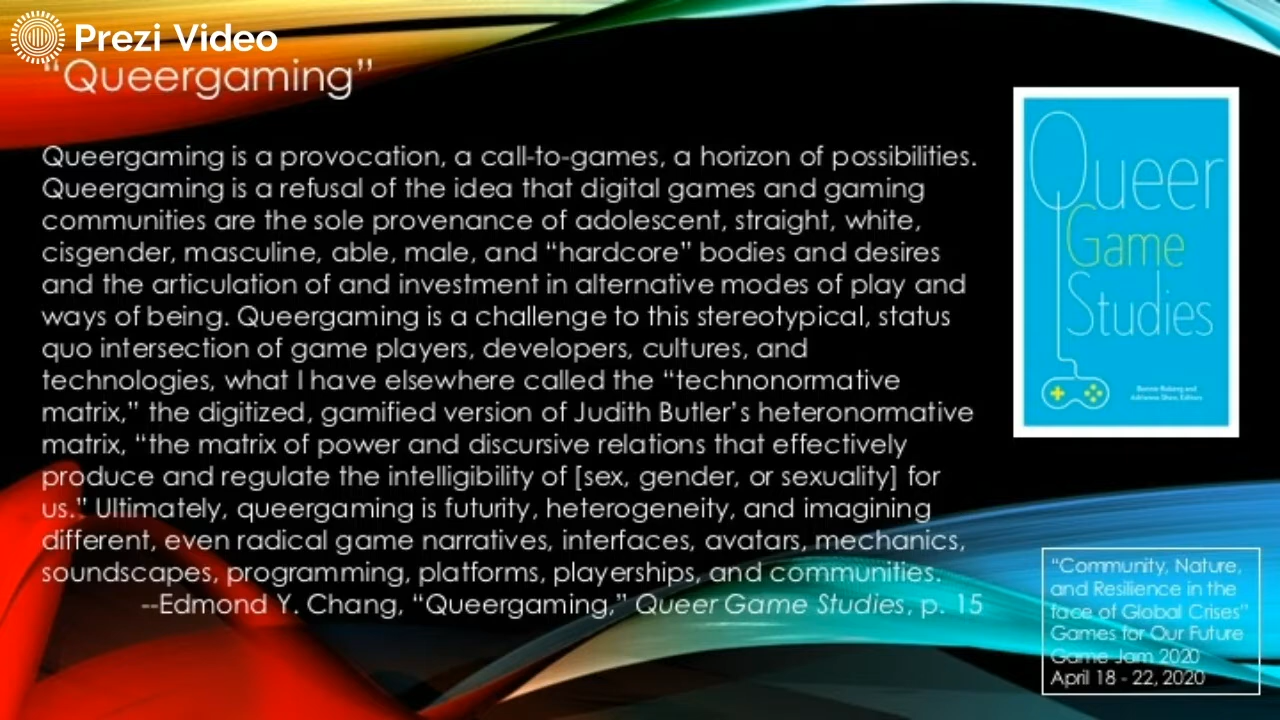 Prezi Video
“Queergaming”
Queergaming is a provocation, a call-to-games, a horizon of possibilities.
Queergaming is a refusal of the idea that digital games and gaming
communities are the sole provenance of adolescent, straight, white,
cisgender, masculine, able, male, and “hardcore” bodies and desires
and the articulation of and investment in alternative modes of play and
ways of being. Queergaming is a challenge to this stereotypical, status
quo intersection of game players, developers, cultures, and
technologies, what I have elsewhere called the “technonormative
matrix,” the digitized, gamified version of Judith Butler’s heteronormative
matrix, “the matrix of power and discursive relations that effectively
produce and regulate the intelligibility of [sex, gender, or sexuality] for
us.” Ultimately, queergaming is futurity, heterogeneity, and imagining
different, even radical game narratives, interfaces, avatars, mechanics,
soundscapes, programming, platforms, playerships, and communities.
--Edmond Y. Chang, “Queergaming,” Queer Game Studies, p. 15
Queer
Game
Studies
Bonnie Ruberg and
Adrienne Shaw, Editors
“Community, Nature,
and Resilience in the
face of Global Crises”
Games for Our Future
Game Jam 2020
April 18 - 22, 2020